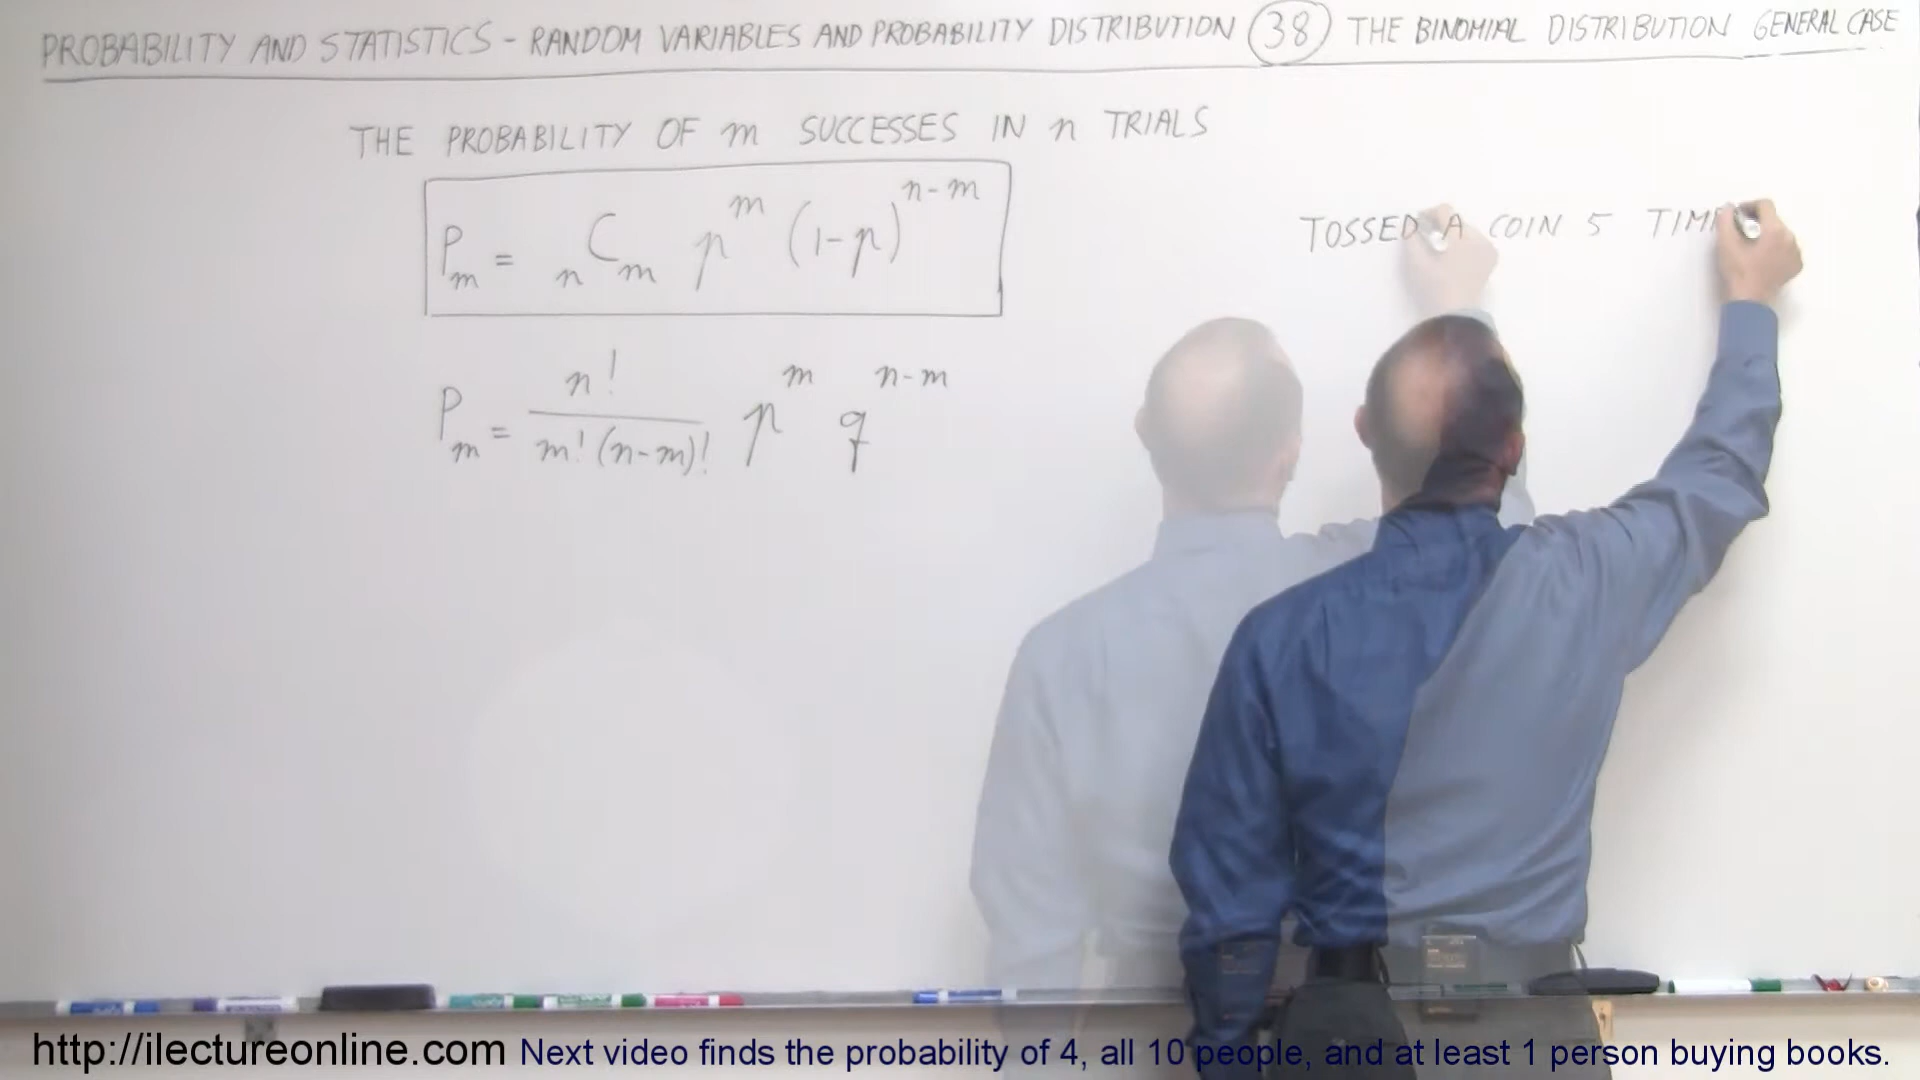 PROBABILITY AND STATISTICS - RANDOM VARIABLES AND PROBABILITY DISTRIBUTION 38 THE BINOMIAL DISTRIBUTION GENERAL CASE
THE PROBABILITY OF m SUCCESSES IN n TRIALS
P_m = _nC_m p^m (1-p)^{n-m}
TOSSED A COIN 5
P_m = n! / m! (n-m)! p^m q^{n-m}
http://ilectureonline.com Next video finds the probability of 4, all 10 people, and at least 1 person buying books.